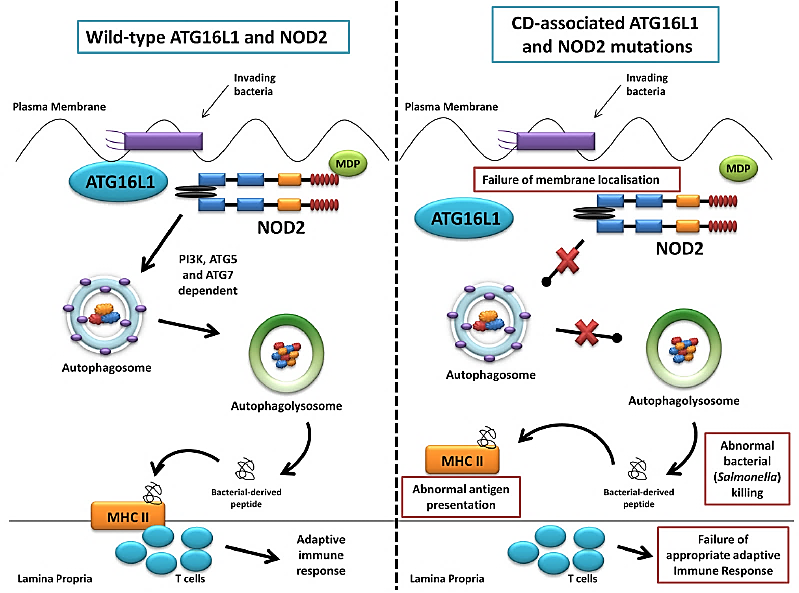 Wild-type ATG16L1 and NOD2
Invading
bacteria
Plasma Membrane
MDP
ATG16L1
NOD2
PI3K, ATG5
and ATG7
dependent
Autophagosome
Autophagolysosome
Bacterial-derived
peptide
MHC II
Adaptive
immune
response
T cells
Lamina Propria
CD-associated ATG16L1
and NOD2 mutations
Invading
bacteria
Plasma Membrane
MDP
Failure of membrane localisation
ATG16L1
NOD2
Autophagosome
Autophagolysosome
Abnormal
bacterial
(Salmonella)
killing
MHC II
Abnormal antigen
presentation
Bacterial-derived
peptide
Failure of
appropriate adaptive
Immune Response
T cells
Lamina Propria